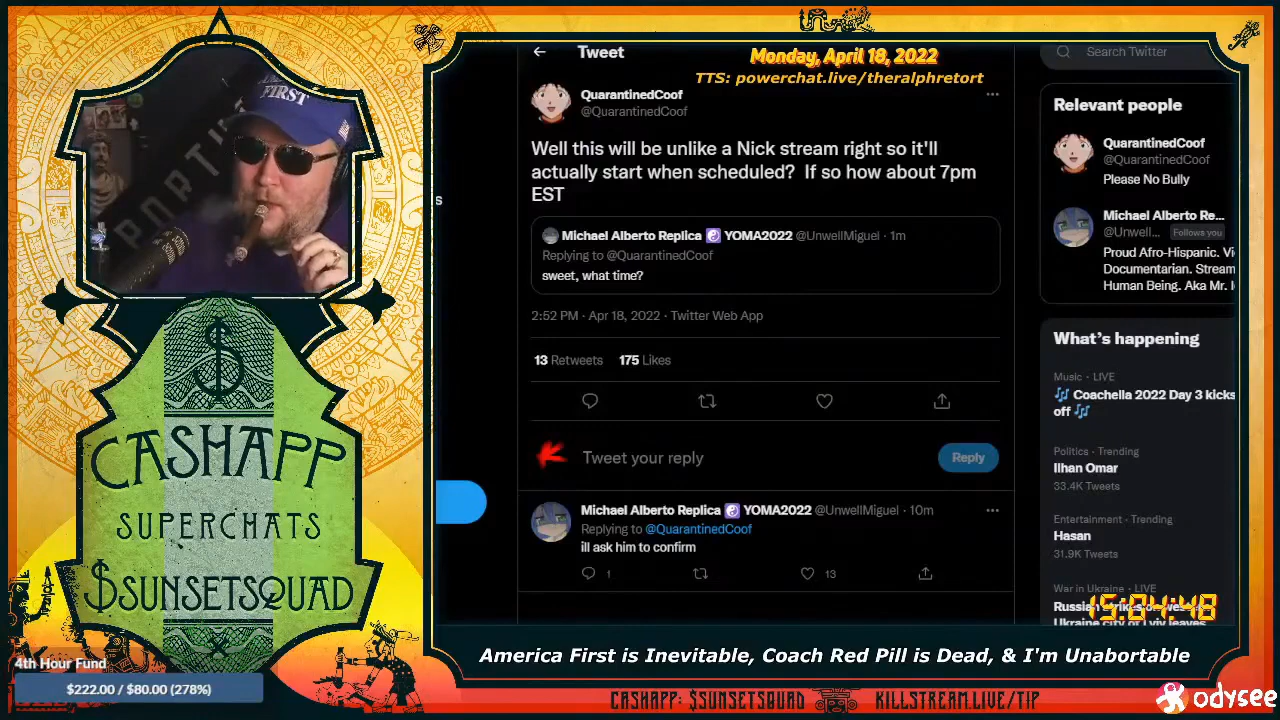 Monday, April 18, 2022
TTS: powerchat.live/theralphretort
FIRST
Tweet
QuarantinedCoof
@QuarantinedCoof
Well this will be unlike a Nick stream right so it'll
actually start when scheduled? If so how about 7pm
EST
Michael Alberto Replica YOMA2022 @UnwellMiguel · 1m
Replying to @QuarantinedCoof
sweet, what time?
2:52 PM · Apr 18, 2022 · Twitter Web App
13 Retweets 175 Likes
Tweet your reply
Reply
Michael Alberto Replica YOMA2022 @UnwellMiguel · 10m
Replying to @QuarantinedCoof
ill ask him to confirm
1
13
Search Twitter
Relevant people
QuarantinedCoof
@QuarantinedCoof
Please No Bully
Michael Alberto Re...
@Unwell... Follows you
Proud Afro-Hispanic.
Documentarian. Stream
Human Being. Aka Mr.
What's happening
Music · LIVE
Coachella 2022 Day 3 kicks
off
Politics · Trending
Ilhan Omar
33.4K Tweets
Entertainment · Trending
Hasan
31.9K Tweets
War in Ukraine · LIVE
15:04:48
$
CASHAPP
SUPERCHATS
$SUNSETSQUAD
4th Hour Fund
$222.00 / $80.00 (278%)
America First is Inevitable, Coach Red Pill is Dead, & I'm Unabortable
CASHAPP: $SUNSETSQUAD
KILLSTREAM.LIVE/TIP
odysee